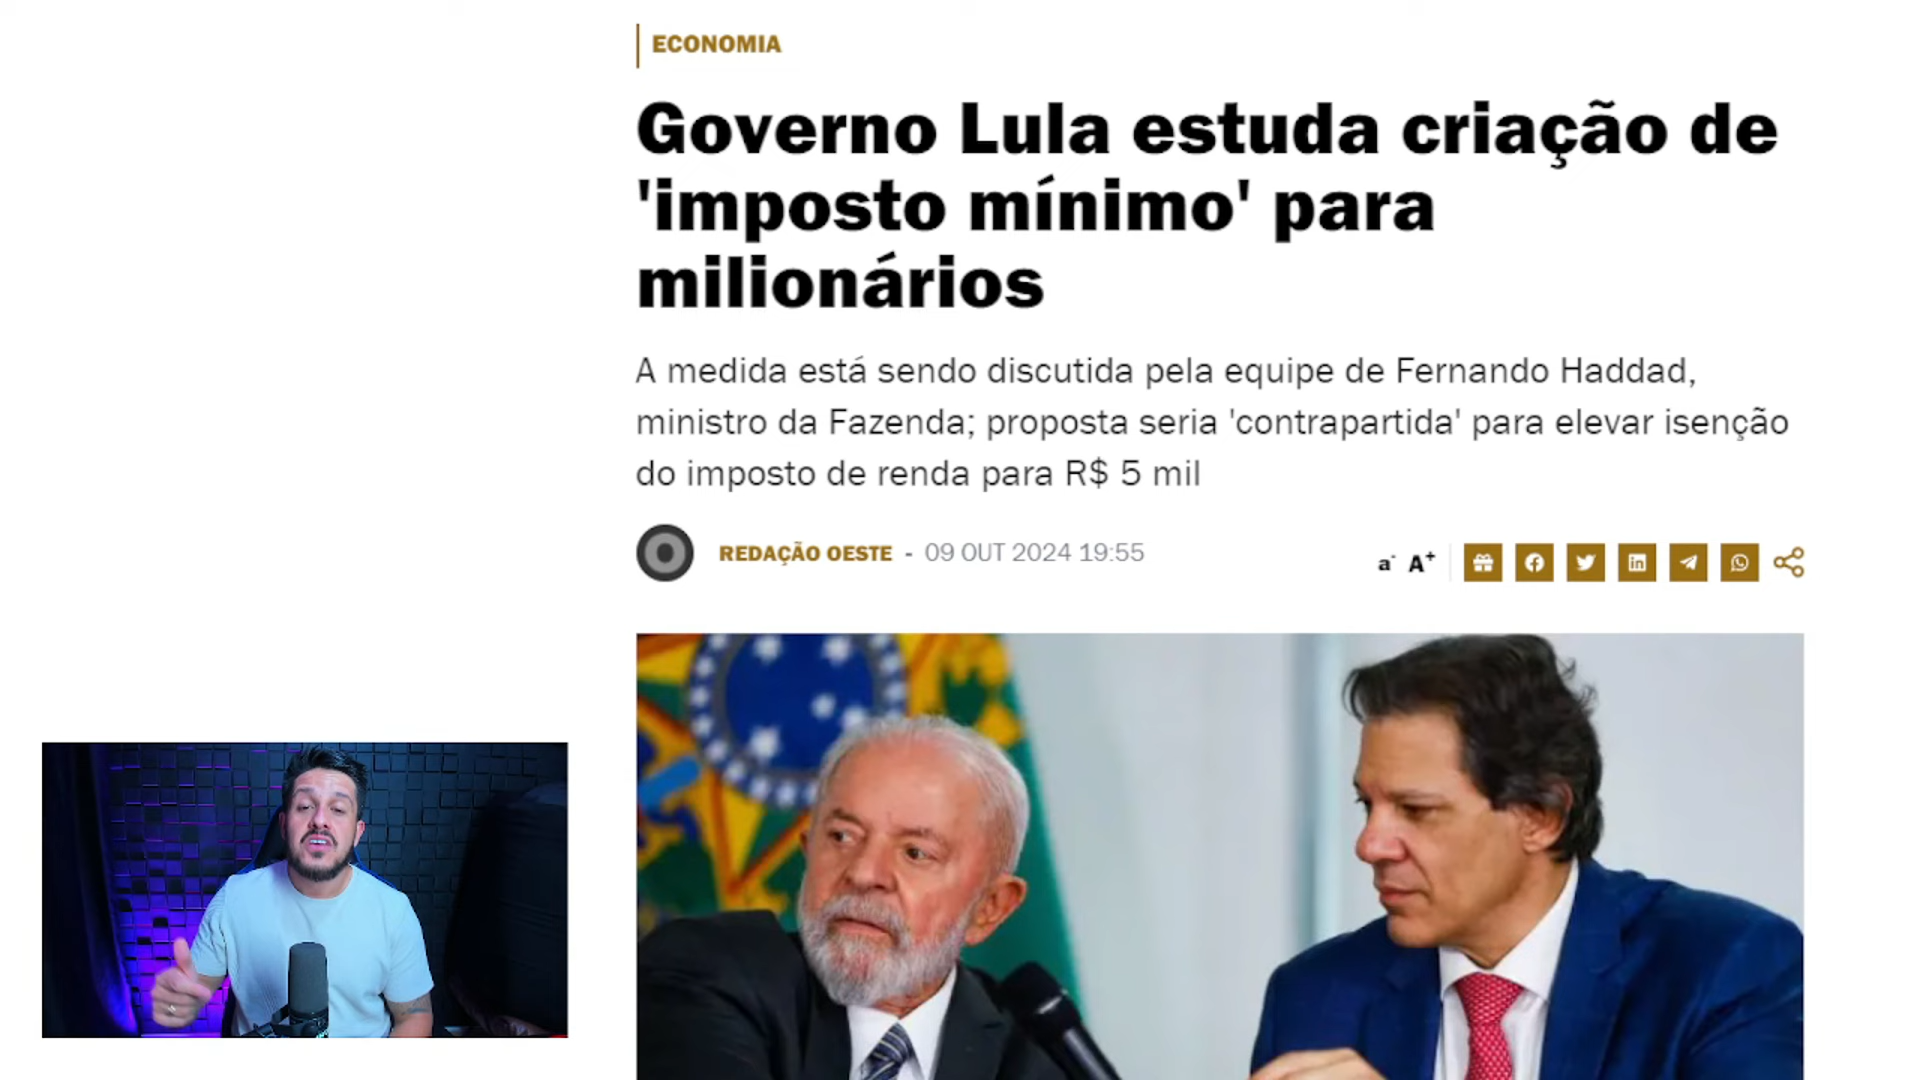 ECONOMIA
Governo Lula estuda criação de
'imposto mínimo' para
milionários
A medida está sendo discutida pela equipe de Fernando Haddad,
ministro da Fazenda; proposta seria 'contrapartida' para elevar isenção
do imposto de renda para R$ 5 mil
REDAÇÃO OESTE - 09 OUT 2024 19:55
a- A+